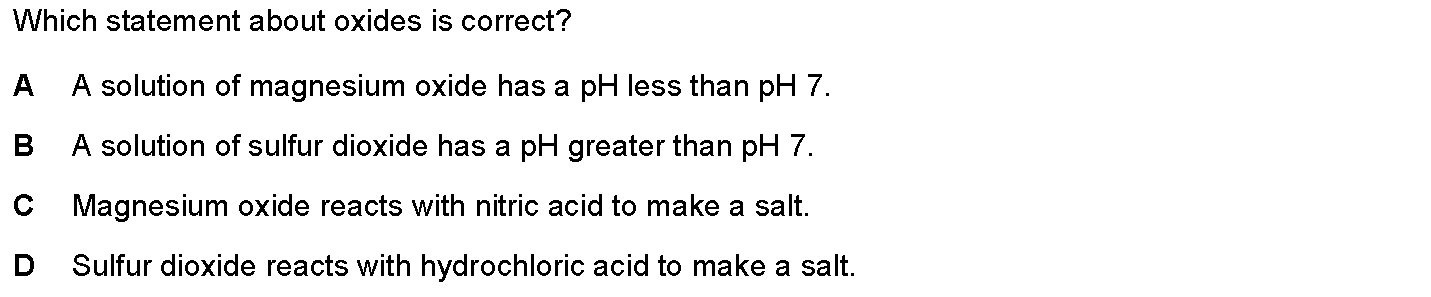 Which statement about oxides is correct?
A A solution of magnesium oxide has a pH less than pH 7.
B A solution of sulfur dioxide has a pH greater than pH 7.
C Magnesium oxide reacts with nitric acid to make a salt.
D Sulfur dioxide reacts with hydrochloric acid to make a salt.